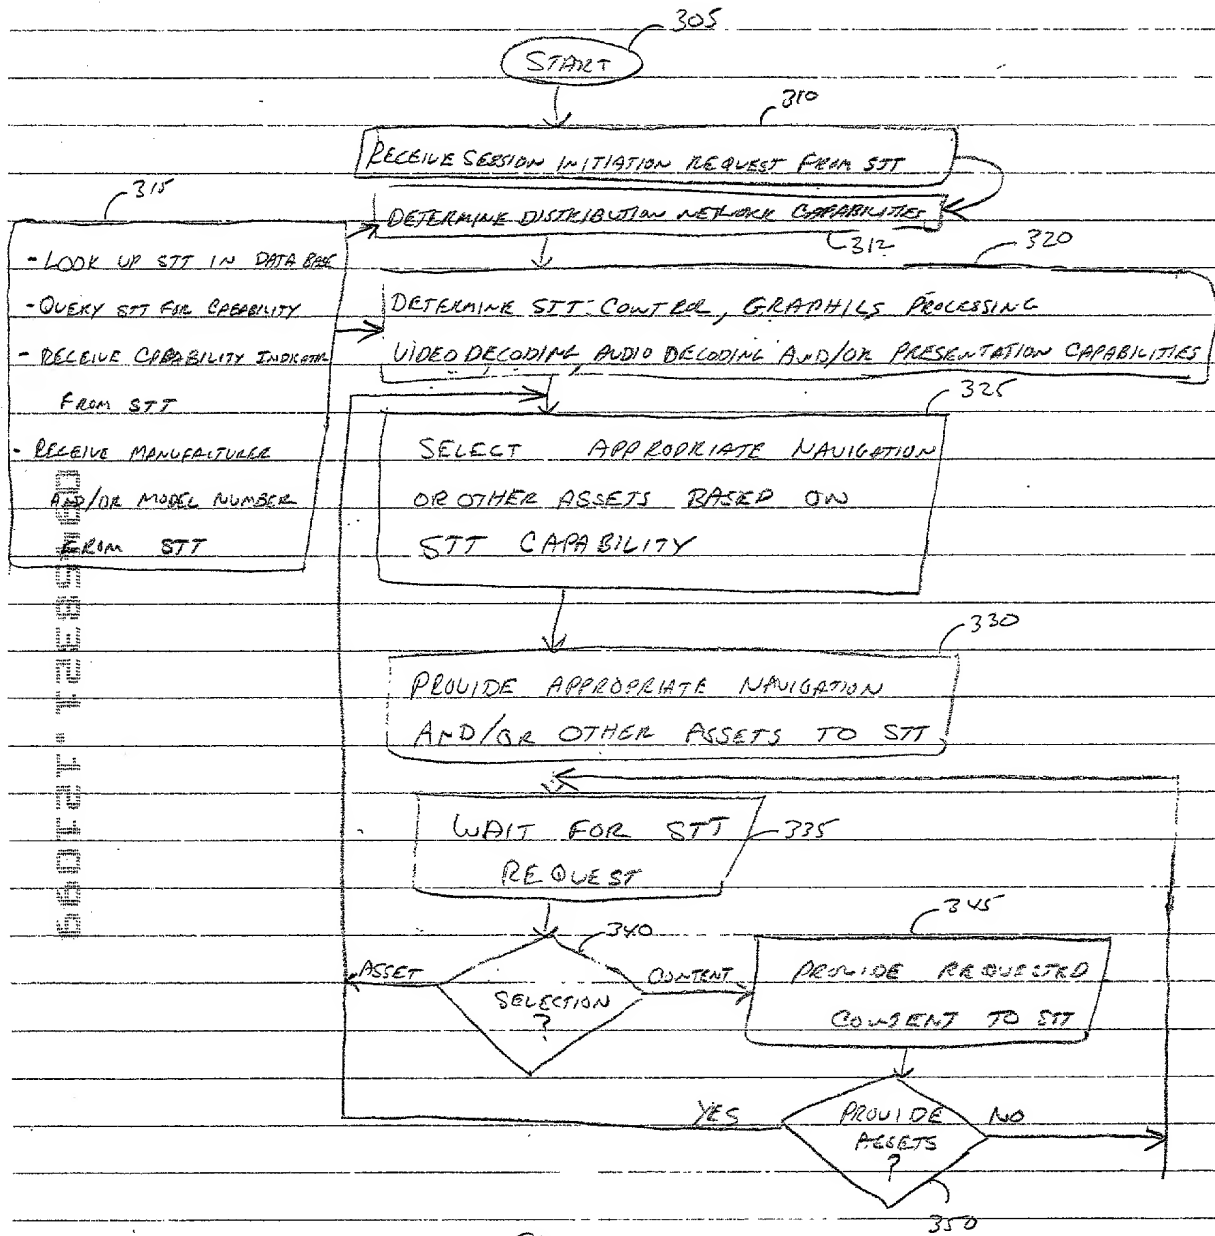 305
START
310
RECEIVE SESSION INITIATION REQUEST FROM STT
315
DETERMINE DISTRIBUTION NETWORK CAPABILITIES
312
320
- LOOK UP STT IN DATA BASE
- QUERY STT FOR CAPABILITY
- RECEIVE CAPABILITY INDICATOR
FROM STT
- RECEIVE MANUFACTURER
AND/OR MODEL NUMBER
FROM STT
DETERMINE STT CONTROL, GRAPHICS PROCESSING
VIDEO DECODING, AUDIO DECODING AND/OR PRESENTATION CAPABILITIES
325
SELECT APPROPRIATE NAVIGATION
OR OTHER ASSETS BASED ON
STT CAPABILITY
330
PROVIDE APPROPRIATE NAVIGATION
AND/OR OTHER ASSETS TO STT
WAIT FOR STT
REQUEST
335
340
345
ASSET
SELECTION
?
CONTENT
PROVIDE REQUESTED
CONTENT TO STT
YES
PROVIDE
ASSETS
?
NO
350